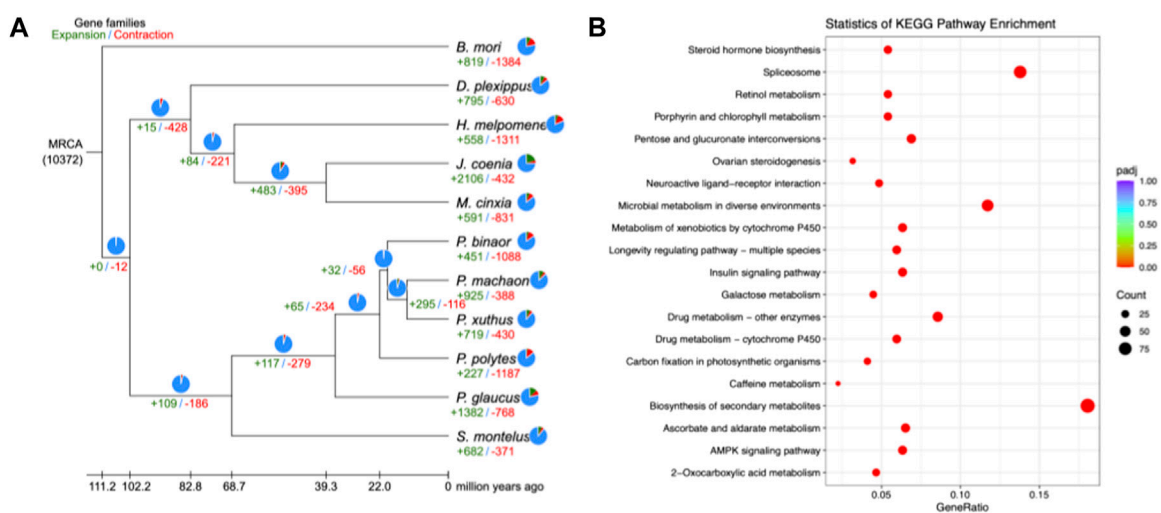 A
Gene families
Expansion / Contraction
MRCA
(10372)
B. mori
+819 / -1384
D. plexippus
+795 / -630
+15 / -428
H. melpomene
+558 / -1311
+84 / -221
J. coenia
+2106 / -432
+483 / -395
M. cinxia
+591 / -831
P. binaor
+451 / -1088
+0 / -12
+32 / -56
P. machaon
+925 / -388
+295 / -116
+65 / -234
P. xuthus
+719 / -430
P. polytes
+227 / -1187
+117 / -279
P. glaucus
+1382 / -768
+109 / -186
S. montelus
+682 / -371
111.2 102.2 82.8 68.7 39.3 22.0 0 million years ago
B
Statistics of KEGG Pathway Enrichment
Steroid hormone biosynthesis
Spliceosome
Retinol metabolism
Porphyrin and chlorophyll metabolism
Pentose and glucuronate interconversions
Ovarian steroidogenesis
Neuroactive ligand−receptor interaction
Microbial metabolism in diverse environments
Metabolism of xenobiotics by cytochrome P450
Longevity regulating pathway − multiple species
Insulin signaling pathway
Galactose metabolism
Drug metabolism − other enzymes
Drug metabolism − cytochrome P450
Carbon fixation in photosynthetic organisms
Caffeine metabolism
Biosynthesis of secondary metabolites
Ascorbate and aldarate metabolism
AMPK signaling pathway
2−Oxocarboxylic acid metabolism
0.05 0.10 0.15
GeneRatio
padj
1.00
0.75
0.50
0.25
0.00
Count
25
50
75